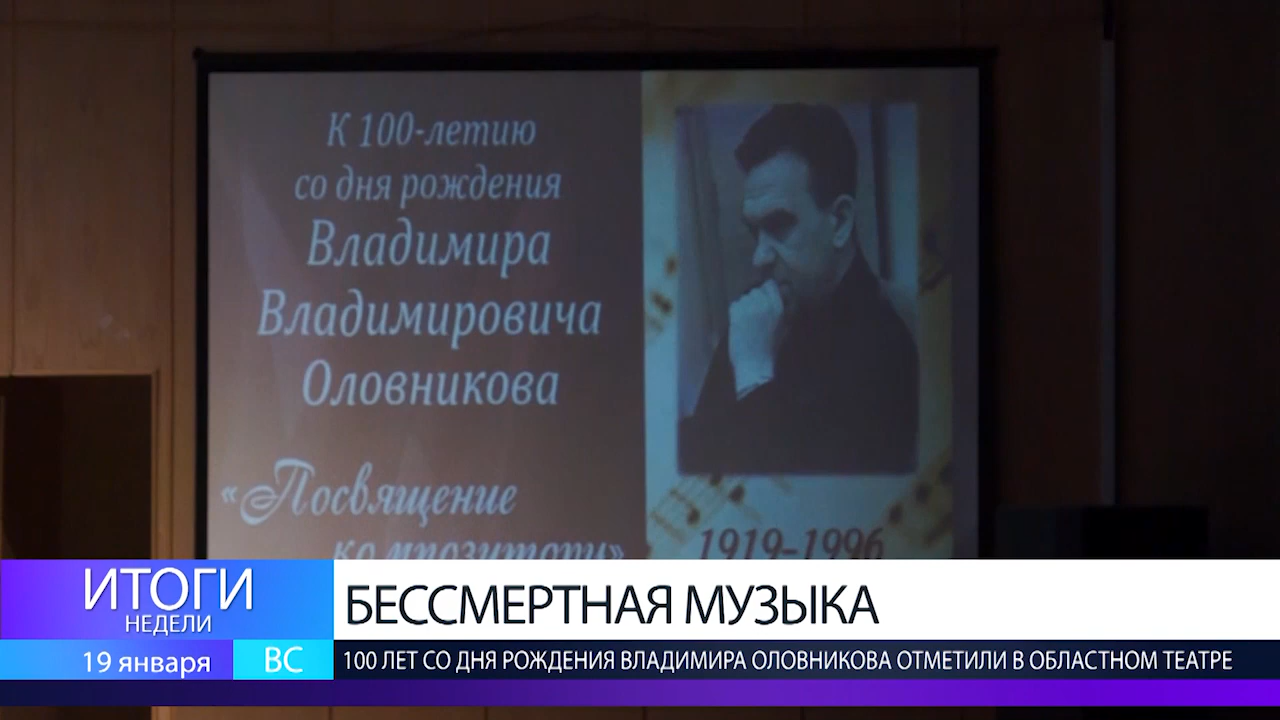 К 100-летию
со дня рождения
Владимира
Владимировича
Оловникова
«Посвящение
композитору»
1919-1996
ИТОГИ
НЕДЕЛИ
БЕССМЕРТНАЯ МУЗЫКА
19 января
ВС
100 ЛЕТ СО ДНЯ РОЖДЕНИЯ ВЛАДИМИРА ОЛОВНИКОВА ОТМЕТИЛИ В ОБЛАСТНОМ ТЕАТРЕ